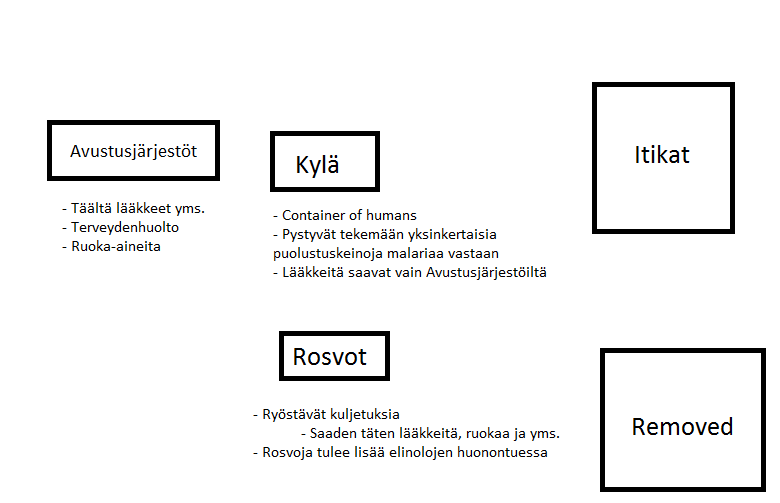 Avustusjärjestöt
- Täältä lääkkeet yms.
- Terveydenhuolto
- Ruoka-aineita
Kylä
- Container of humans
- Pystyvät tekemään yksinkertaisia
puolustuskeinoja malariaa vastaan
- Lääkkeitä saavat vain Avustusjärjestöiltä
Itikat
Rosvot
- Ryöstävät kuljetuksia
- Saaden täten lääkkeitä, ruokaa ja yms.
- Rosvoja tulee lisää elinolojen huonontuessa
Removed